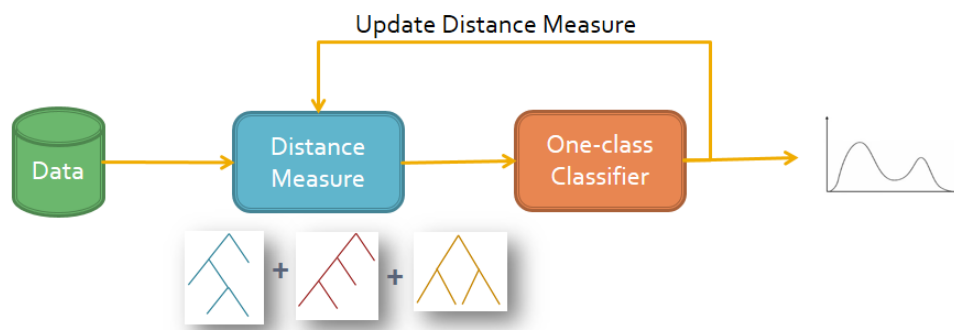 Update Distance Measure
Data
Distance
Measure
One-class
Classifier
+
+